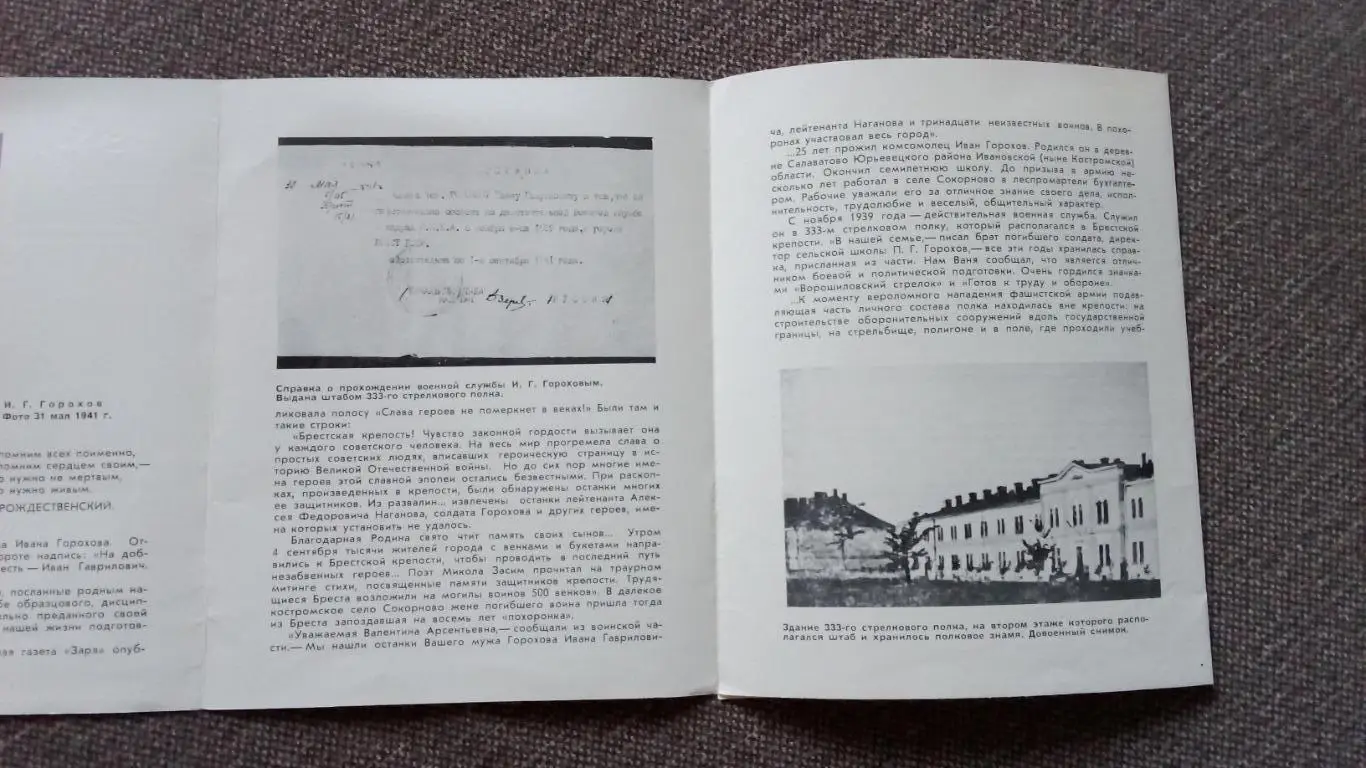 И. Г. Горохов
Фото 31 мая 1941 г.
помним всех поименно,
помним сердцем своим,—
о нужно не мертвым,
о нужно живым.
РОЖДЕСТВЕНСКИЙ.
а Ивана Горохова. От-
ороте надпись: «На доб-
есть — Иван Гаврилович.
, посланные родным на-
бе образцового, дисцип-
ельно преданного своей
нашей жизни подготов-
ая газета «Заря» опуб-
Справка о прохождении военной службы И. Г. Гороховым.
Выдана штабом 333-го стрелкового полка.
ликовала полосу «Слава героев не померкнет в веках!» Были там и
такие строки:
«Брестская крепость! Чувство законной гордости вызывает она
у каждого советского человека. На весь мир прогремела слава о
простых советских людях, вписавших героическую страницу в ис-
торию Великой Отечественной войны. Но до сих пор многие име-
на героев этой славной эпопеи остались безвестными. При раскоп-
ках, произведенных в крепости, были обнаружены останки многих
ее защитников. Из развалин... извлечены останки лейтенанта Алек-
сея Федоровича Наганова, солдата Горохова и других героев, име-
на которых установить не удалось.
Благодарная Родина свято чтит память своих сынов... Утром
4 сентября тысячи жителей города с венками и букетами напра-
вились к Брестской крепости, чтобы проводить в последний путь
незабвенных героев... Поэт Микола Засим прочитал на траурном
митинге стихи, посвященные памяти защитников крепости. Трудя-
щиеся Бреста возложили на могилы воинов 500 венков». В далекое
костромское село Сокорново жене погибшего воина пришла тогда
из Бреста запоздавшая на восемь лет «похоронка».
«Уважаемая Валентина Арсентьевна,— сообщали из воинской ча-
сти.— Мы нашли останки Вашего мужа Горохова Ивана Гаврилови-
ча, лейтенанта Наганова и тринадцати неизвестных воинов. В похо-
ронах участвовал весь город».
...25 лет прожил комсомолец Иван Горохов. Родился он в дерев-
не Салаватово Юрьевецкого района Ивановской (ныне Костромской)
области. Окончил семилетнюю школу. До призыва в армию не-
сколько лет работал в селе Сокорново в леспромартели бухгалте-
ром. Рабочие уважали его за отличное знание своего дела, испол-
нительность, трудолюбие и веселый, общительный характер.
С ноября 1939 года — действительная военная служба. Служил
он в 333-м стрелковом полку, который располагался в Брестской
крепости. «В нашей семье,— писал брат погибшего солдата, дирек-
тор сельской школы П. Г. Горохов,— все эти годы хранилась справ-
ка, присланная из части. Нам Ваня сообщал, что является отлич-
ником боевой и политической подготовки. Очень гордился значка-
ми «Ворошиловский стрелок» и «Готов к труду и обороне».
...К моменту вероломного нападения фашистской армии подав-
ляющая часть личного состава полка находилась вне крепости: на
строительстве оборонительных сооружений вдоль государственной
границы, на стрельбище, полигоне и в поле, где проходили учеб-
Здание 333-го стрелкового полка, на втором этаже которого распо-
лагался штаб и хранилось полковое знамя. Довоенный снимок.